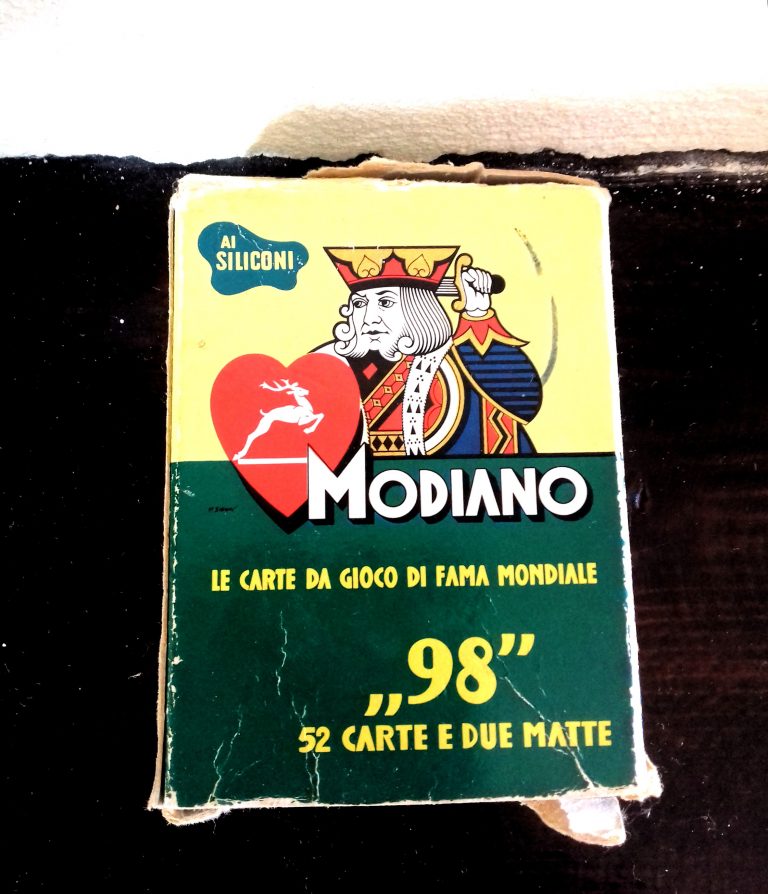 AI
SILICONI
MODIANO
LE CARTE DA GIOCO DI FAMA MONDIALE
„98”
52 CARTE E DUE MATTE